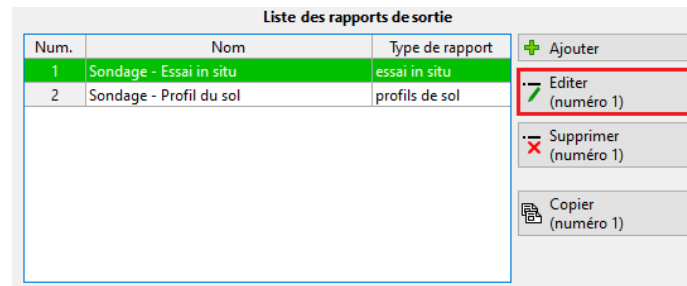 Liste des rapports de sortie
Num. Nom Type de rapport
1 Sondage - Essai in situ essai in situ
2 Sondage - Profil du sol profils de sol
Ajouter
Editer
(numéro 1)
Supprimer
(numéro 1)
Copier
(numéro 1)